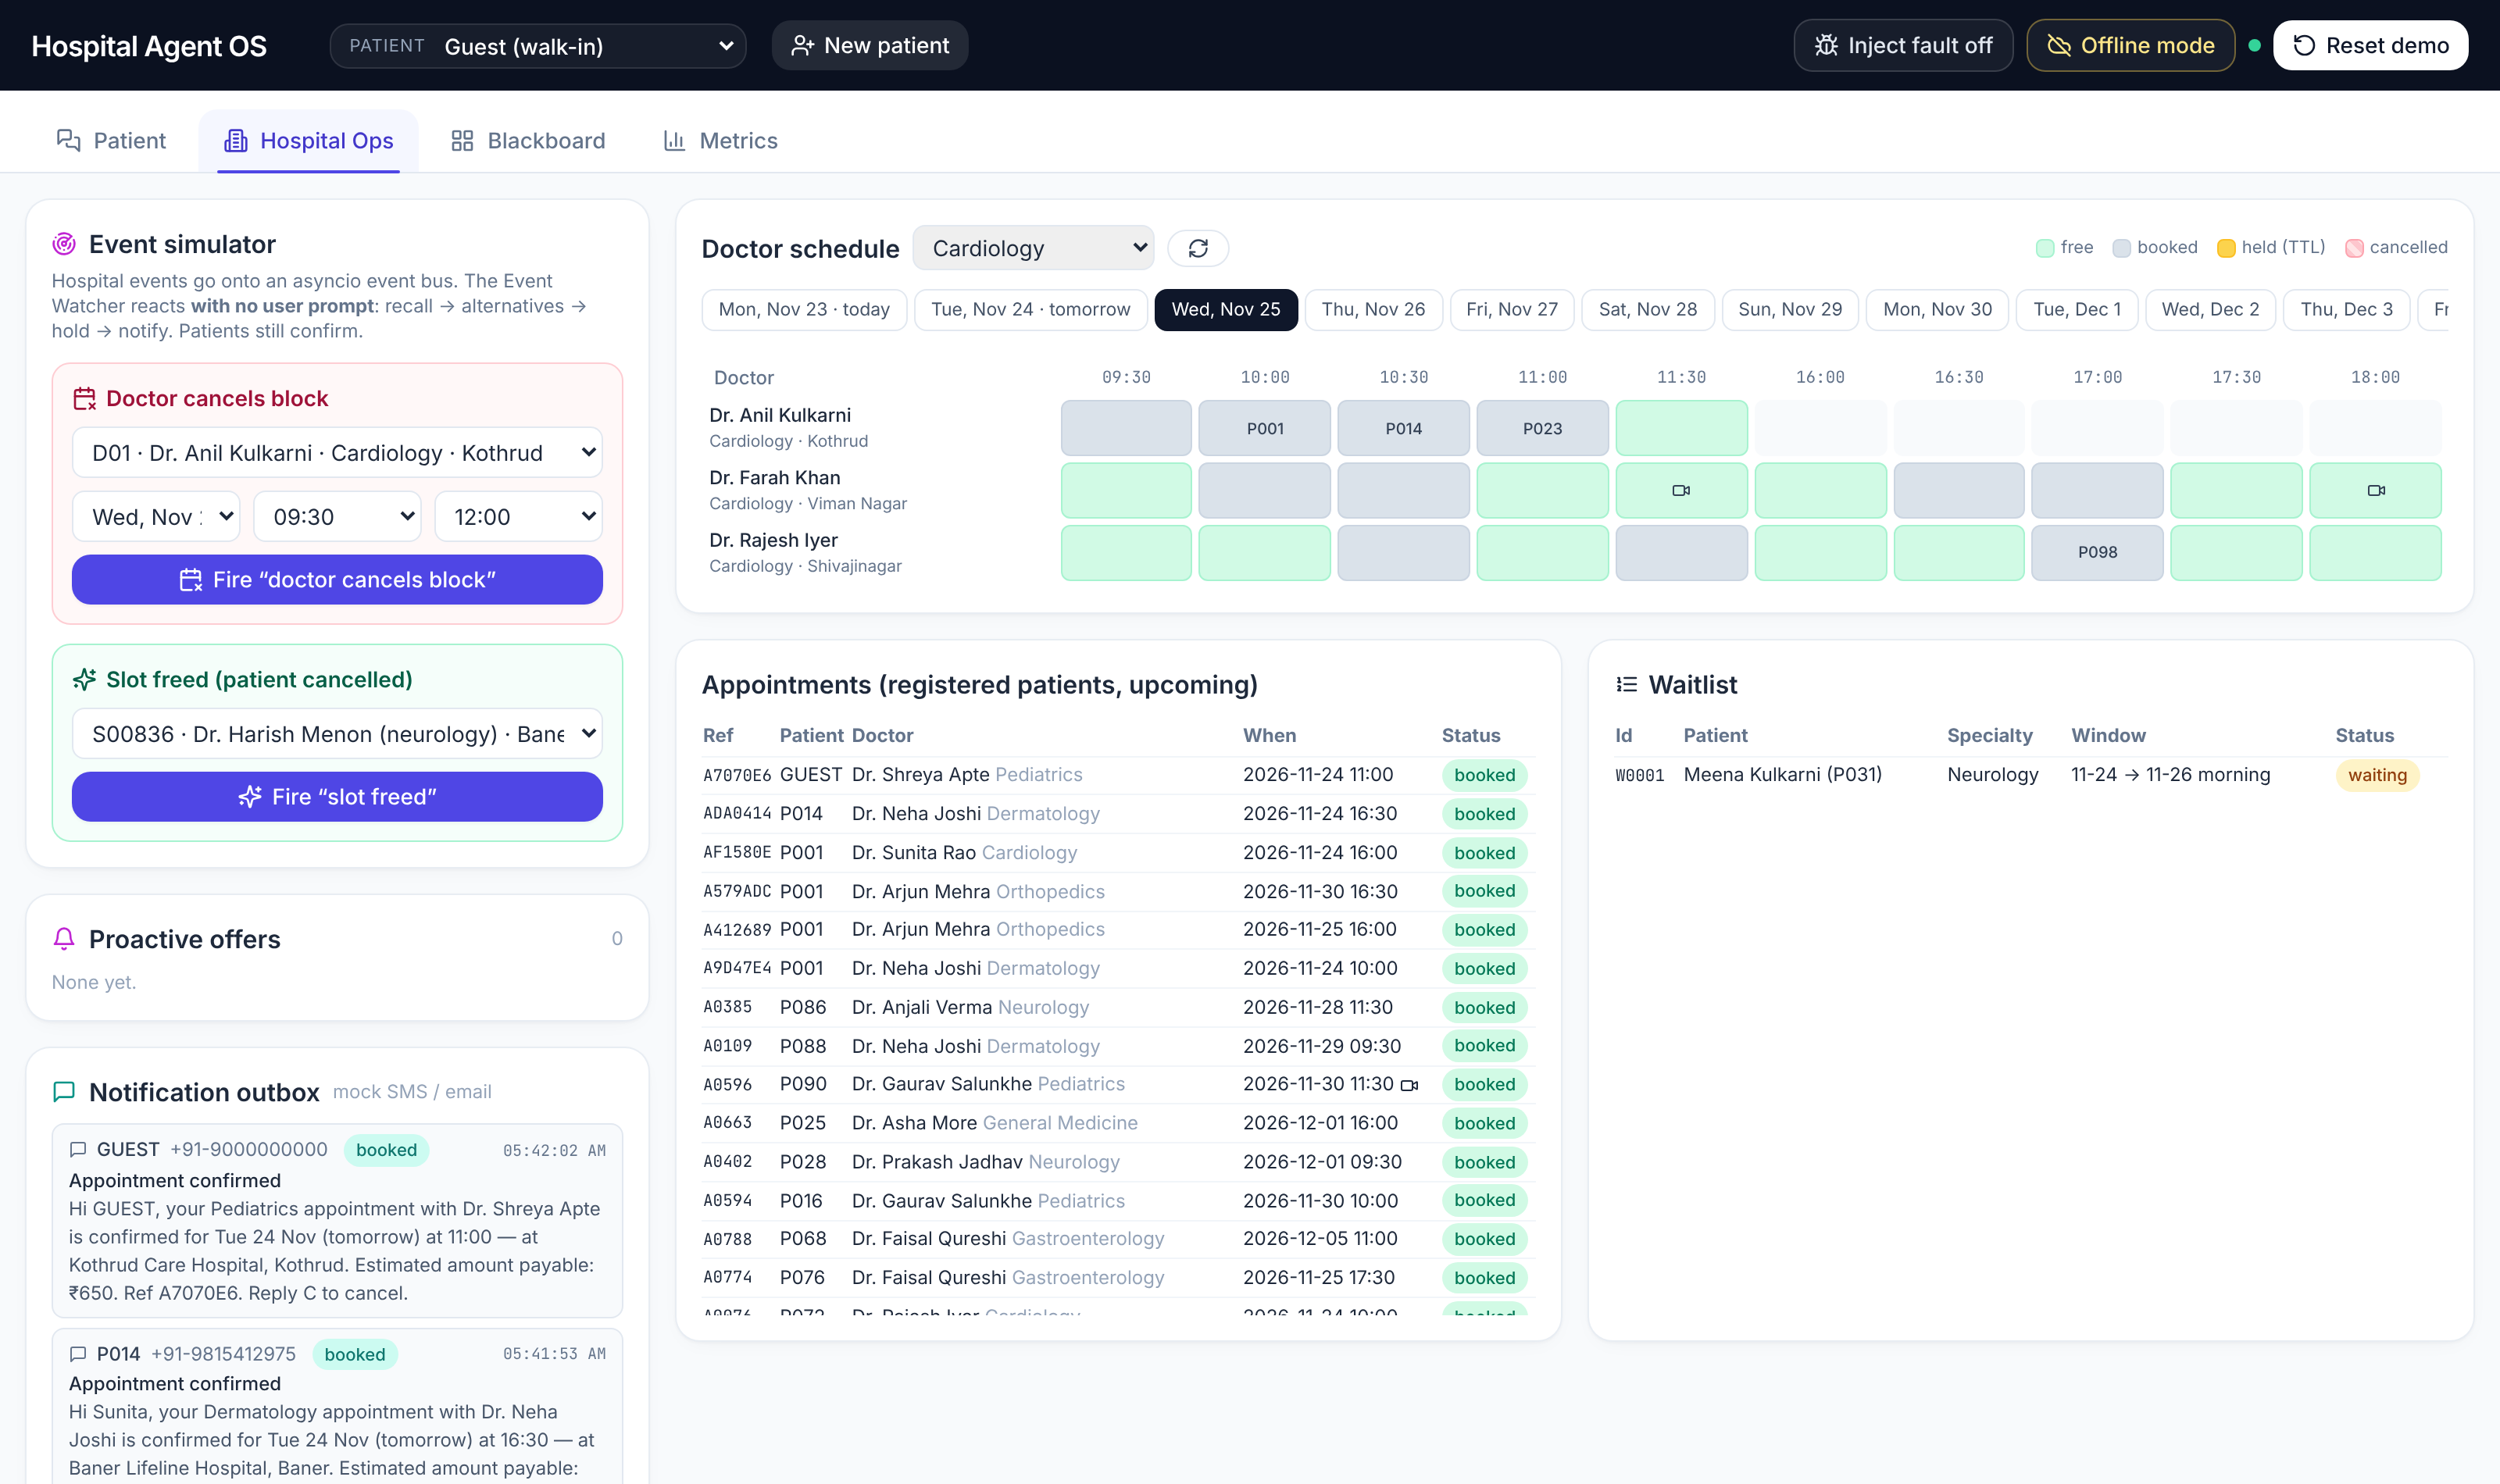 Hospital Agent OS
PATIENT Guest (walk-in)
New patient
Inject fault off
Offline mode
Reset demo
Patient
Hospital Ops
Blackboard
Metrics
Event simulator
Hospital events go onto an asyncio event bus. The Event
Watcher reacts with no user prompt: recall → alternatives →
hold → notify. Patients still confirm.
Doctor cancels block
D01 · Dr. Anil Kulkarni · Cardiology · Kothrud
Wed, Nov
09:30
12:00
Fire “doctor cancels block”
Slot freed (patient cancelled)
S00836 · Dr. Harish Menon (neurology) · Bane
Fire “slot freed”
Proactive offers
0
None yet.
Notification outbox mock SMS / email
GUEST +91-9000000000 booked 05:42:02 AM
Appointment confirmed
Hi GUEST, your Pediatrics appointment with Dr. Shreya Apte
is confirmed for Tue 24 Nov (tomorrow) at 11:00 — at
Kothrud Care Hospital, Kothrud. Estimated amount payable:
₹650. Ref A7070E6. Reply C to cancel.
P014 +91-9815412975 booked 05:41:53 AM
Appointment confirmed
Hi Sunita, your Dermatology appointment with Dr. Neha
Joshi is confirmed for Tue 24 Nov (tomorrow) at 16:30 — at
Baner Lifeline Hospital, Baner. Estimated amount payable:
Doctor schedule
Cardiology
free
booked
held (TTL)
cancelled
Mon, Nov 23 · today
Tue, Nov 24 · tomorrow
Wed, Nov 25
Thu, Nov 26
Fri, Nov 27
Sat, Nov 28
Sun, Nov 29
Mon, Nov 30
Tue, Dec 1
Wed, Dec 2
Thu, Dec 3
Fr
Doctor 09:30 10:00 10:30 11:00 11:30 16:00 16:30 17:00 17:30 18:00
Dr. Anil Kulkarni
Cardiology · Kothrud
P001 P014 P023
Dr. Farah Khan
Cardiology · Viman Nagar
Dr. Rajesh Iyer
Cardiology · Shivajinagar
P098
Appointments (registered patients, upcoming)
Ref Patient Doctor When Status
A7070E6 GUEST Dr. Shreya Apte Pediatrics 2026-11-24 11:00 booked
ADA0414 P014 Dr. Neha Joshi Dermatology 2026-11-24 16:30 booked
AF1580E P001 Dr. Sunita Rao Cardiology 2026-11-24 16:00 booked
A579ADC P001 Dr. Arjun Mehra Orthopedics 2026-11-30 16:30 booked
A412689 P001 Dr. Arjun Mehra Orthopedics 2026-11-25 16:00 booked
A9D47E4 P001 Dr. Neha Joshi Dermatology 2026-11-24 10:00 booked
A0385 P086 Dr. Anjali Verma Neurology 2026-11-28 11:30 booked
A0109 P088 Dr. Neha Joshi Dermatology 2026-11-29 09:30 booked
A0596 P090 Dr. Gaurav Salunkhe Pediatrics 2026-11-30 11:30 booked
A0663 P025 Dr. Asha More General Medicine 2026-12-01 16:00 booked
A0402 P028 Dr. Prakash Jadhav Neurology 2026-12-01 09:30 booked
A0594 P016 Dr. Gaurav Salunkhe Pediatrics 2026-11-30 10:00 booked
A0788 P068 Dr. Faisal Qureshi Gastroenterology 2026-12-05 11:00 booked
A0774 P076 Dr. Faisal Qureshi Gastroenterology 2026-11-25 17:30 booked
Waitlist
Id Patient Specialty Window Status
W0001 Meena Kulkarni (P031) Neurology 11-24 → 11-26 morning waiting